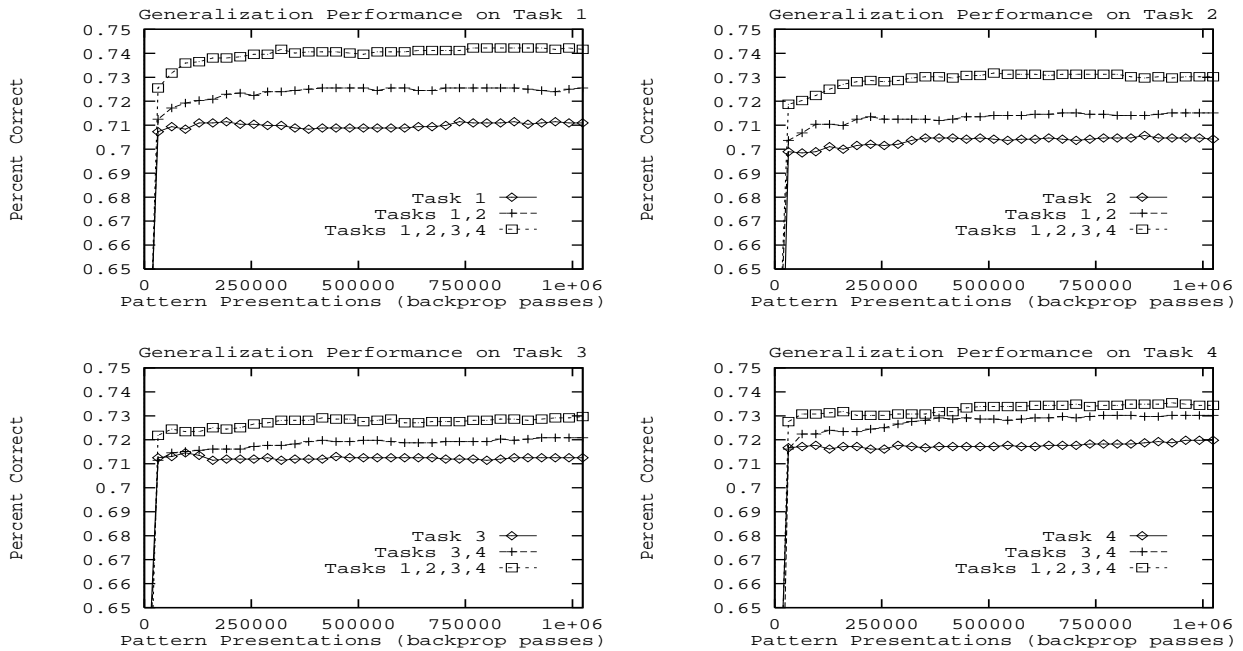 Generalization Performance on Task 1
Percent Correct
0.75
0.74
0.73
0.72
0.71
0.7
0.69
0.68
0.67
0.66
0.65
Task 1
Tasks 1,2
Tasks 1,2,3,4
0 250000 500000 750000 1e+06
Pattern Presentations (backprop passes)
Generalization Performance on Task 2
Percent Correct
0.75
0.74
0.73
0.72
0.71
0.7
0.69
0.68
0.67
0.66
0.65
Task 2
Tasks 1,2
Tasks 1,2,3,4
0 250000 500000 750000 1e+06
Pattern Presentations (backprop passes)
Generalization Performance on Task 3
Percent Correct
0.75
0.74
0.73
0.72
0.71
0.7
0.69
0.68
0.67
0.66
0.65
Task 3
Tasks 3,4
Tasks 1,2,3,4
0 250000 500000 750000 1e+06
Pattern Presentations (backprop passes)
Generalization Performance on Task 4
Percent Correct
0.75
0.74
0.73
0.72
0.71
0.7
0.69
0.68
0.67
0.66
0.65
Task 4
Tasks 3,4
Tasks 1,2,3,4
0 250000 500000 750000 1e+06
Pattern Presentations (backprop passes)